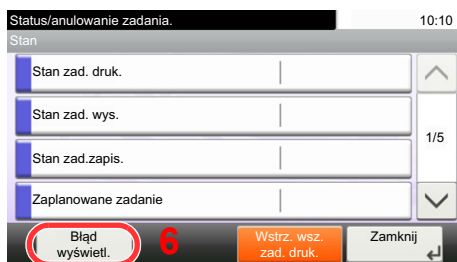 Status/anulowanie zadania. 10:10
Stan
Stan zad. druk.
Stan zad. wys.
1/5
Stan zad.zapis.
Zaplanowane zadanie
Błąd wyświetl.
6
Wstrz. wsz. zad. druk.
Zamknij